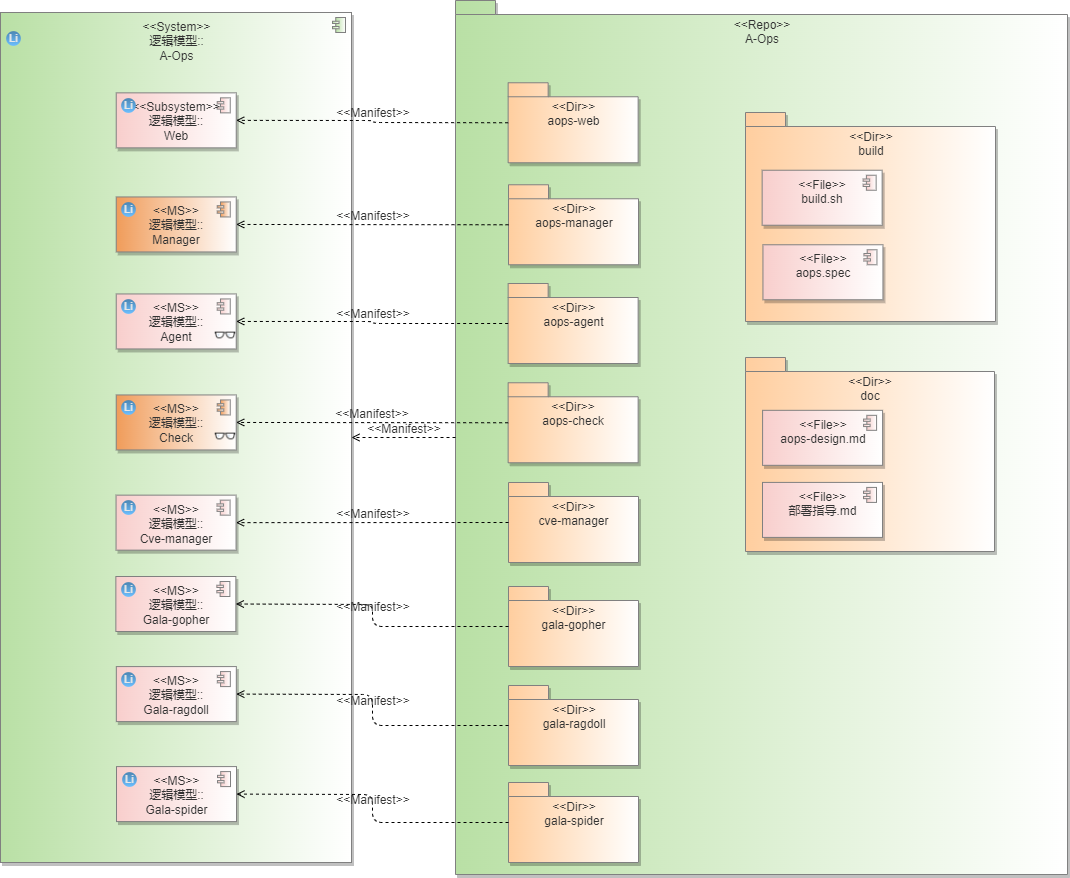 <<System>>
逻辑模型::
A-Ops
Li
Li
<<Subsystem>>
逻辑模型::
Web
Li
<<MS>>
逻辑模型::
Manager
Li
<<MS>>
逻辑模型::
Agent
Li
<<MS>>
逻辑模型::
Check
Li
<<MS>>
逻辑模型::
Cve-manager
Li
<<MS>>
逻辑模型::
Gala-gopher
Li
<<MS>>
逻辑模型::
Gala-ragdoll
Li
<<MS>>
逻辑模型::
Gala-spider
<<Manifest>>
<<Manifest>>
<<Manifest>>
<<Manifest>>
<<Manifest>>
<<Manifest>>
<<Manifest>>
<<Manifest>>
<<Manifest>>
<<Repo>>
A-Ops
<<Dir>>
aops-web
<<Dir>>
aops-manager
<<Dir>>
aops-agent
<<Dir>>
aops-check
<<Dir>>
cve-manager
<<Dir>>
gala-gopher
<<Dir>>
gala-ragdoll
<<Dir>>
gala-spider
<<Dir>>
build
<<File>>
build.sh
<<File>>
aops.spec
<<Dir>>
doc
<<File>>
aops-design.md
<<File>>
部署指导.md